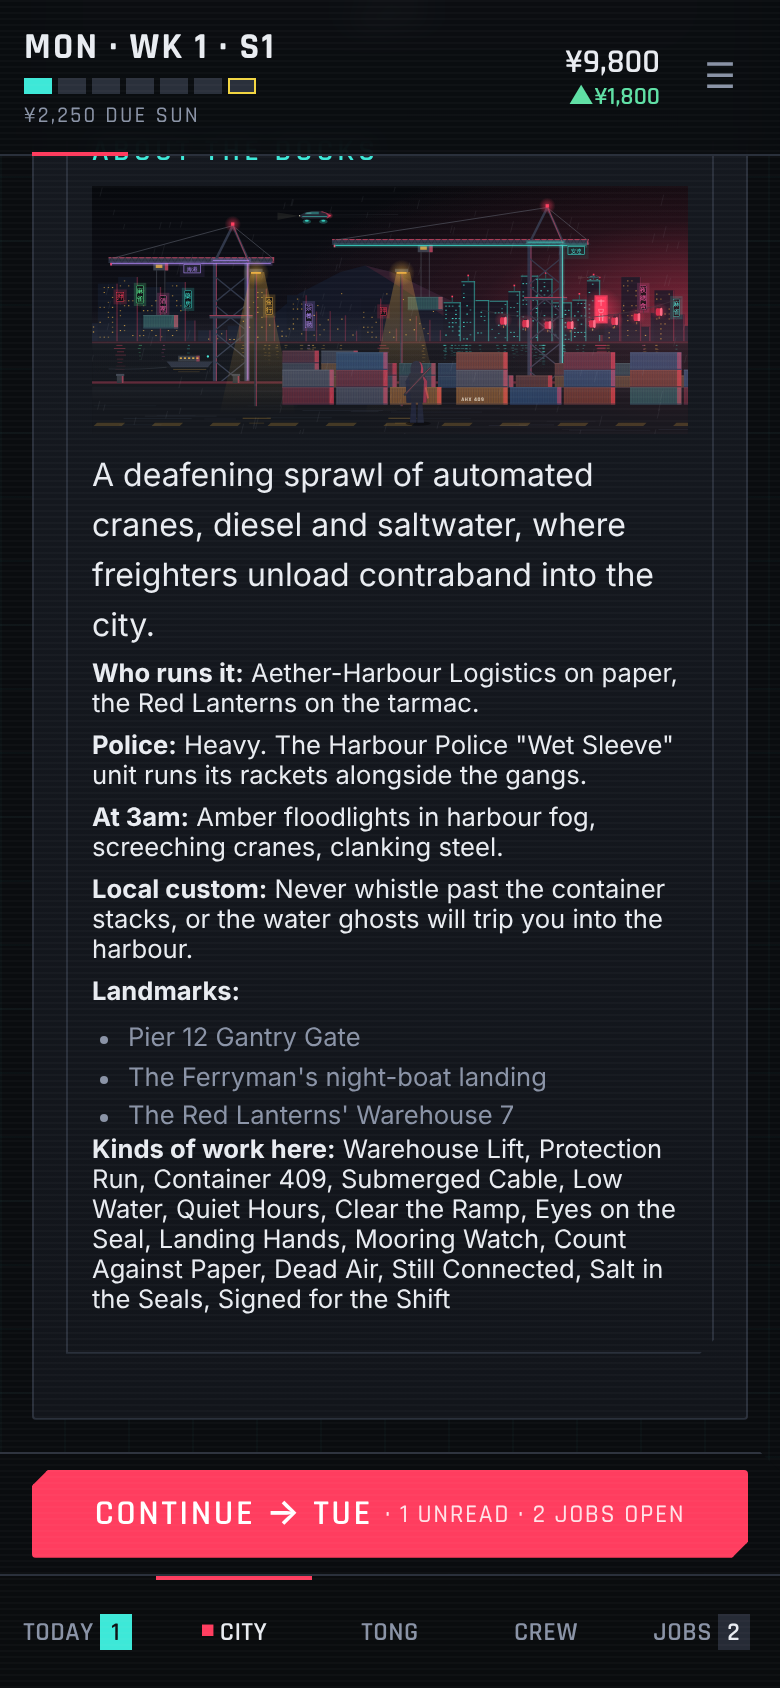 MON · WK 1 · S1
¥2,250 DUE SUN
¥9,800
▲¥1,800
☰
ABOUT THE DOCKS
AHX 409
A deafening sprawl of automated
cranes, diesel and saltwater, where
freighters unload contraband into the
city.
Who runs it: Aether-Harbour Logistics on paper,
the Red Lanterns on the tarmac.
Police: Heavy. The Harbour Police "Wet Sleeve"
unit runs its rackets alongside the gangs.
At 3am: Amber floodlights in harbour fog,
screeching cranes, clanking steel.
Local custom: Never whistle past the container
stacks, or the water ghosts will trip you into the
harbour.
Landmarks:
• Pier 12 Gantry Gate
• The Ferryman's night-boat landing
• The Red Lanterns' Warehouse 7
Kinds of work here: Warehouse Lift, Protection
Run, Container 409, Submerged Cable, Low
Water, Quiet Hours, Clear the Ramp, Eyes on the
Seal, Landing Hands, Mooring Watch, Count
Against Paper, Dead Air, Still Connected, Salt in
the Seals, Signed for the Shift
CONTINUE → TUE · 1 UNREAD · 2 JOBS OPEN
TODAY 1 CITY TONG CREW JOBS 2